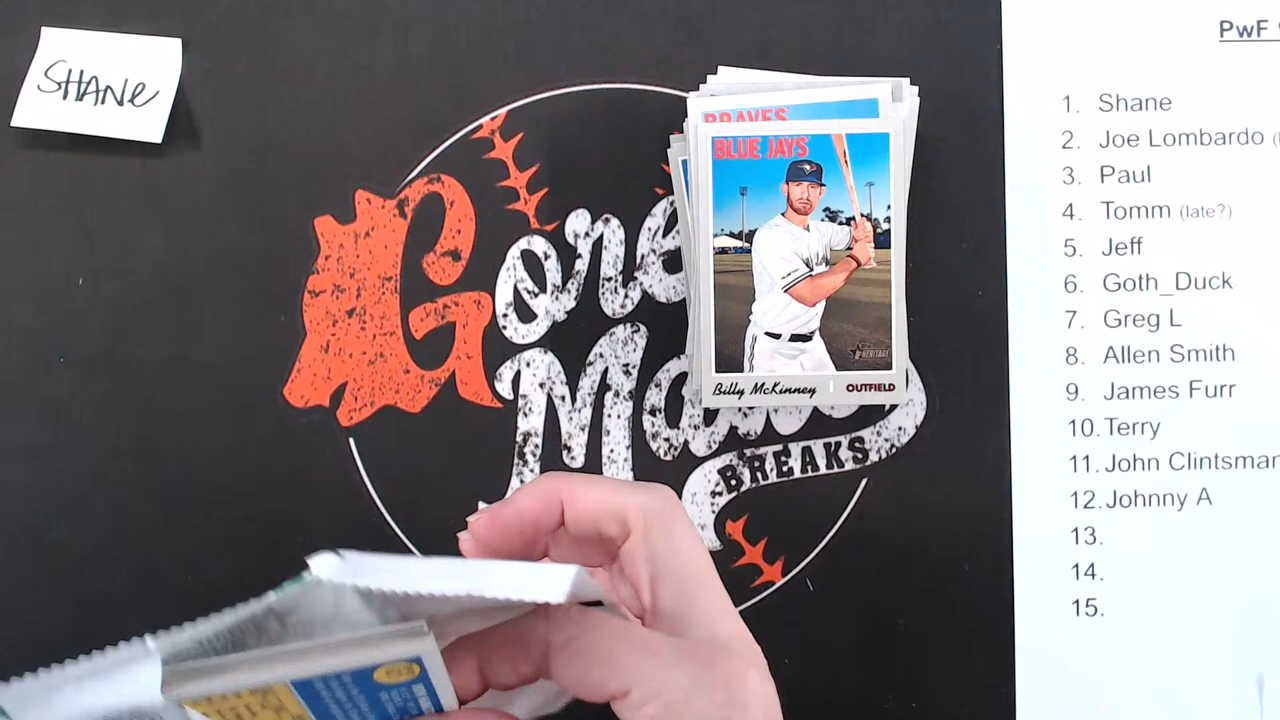 SHANE
PwF
1. Shane
2. Joe Lombardo
3. Paul
4. Tomm (late?)
5. Jeff
6. Goth_Duck
7. Greg L
8. Allen Smith
9. James Furr
10. Terry
11. John Clintsman
12. Johnny A
13.
14.
15.
BRAVES
BLUE JAYS
HERITAGE
Billy McKinney OUTFIELD
BREAKS